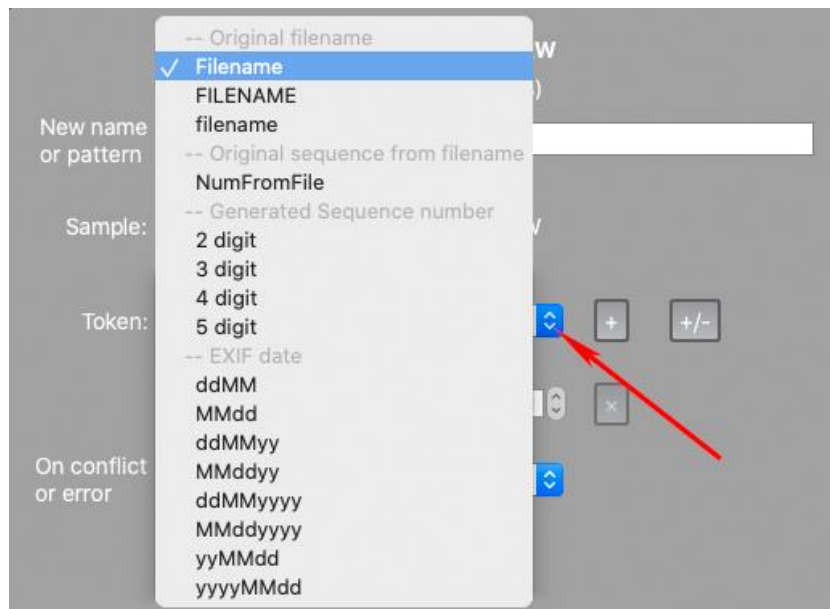 -- Original filename
W
✓ Filename
FILENAME
)
New name
or pattern
filename
-- Original sequence from filename
NumFromFile
-- Generated Sequence number
Sample:
2 digit
3 digit
4 digit
Token:
5 digit
+
+/-
-- EXIF date
ddMM
MMdd
×
ddMMyy
On conflict
or error
MMddyy
ddMMyyyy
MMddyyyy
yyMMdd
yyyyMMdd